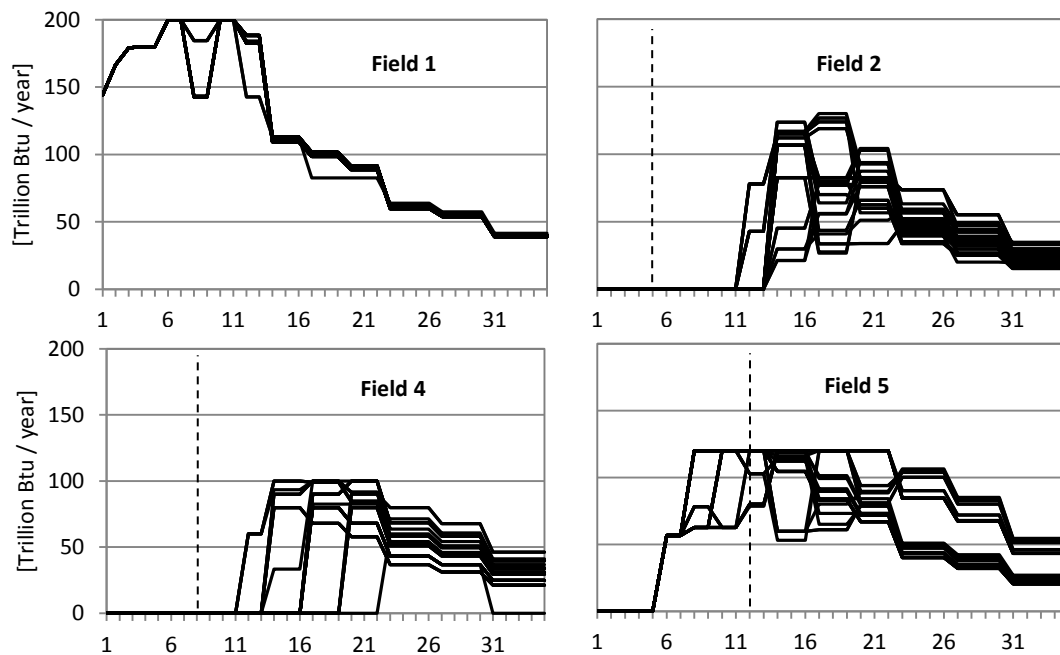 [Trillion Btu / year]
200
150
100
50
0
Field 1
1 6 11 16 21 26 31
Field 2
1 6 11 16 21 26 31
[Trillion Btu / year]
200
150
100
50
0
Field 4
1 6 11 16 21 26 31
Field 5
1 6 11 16 21 26 31